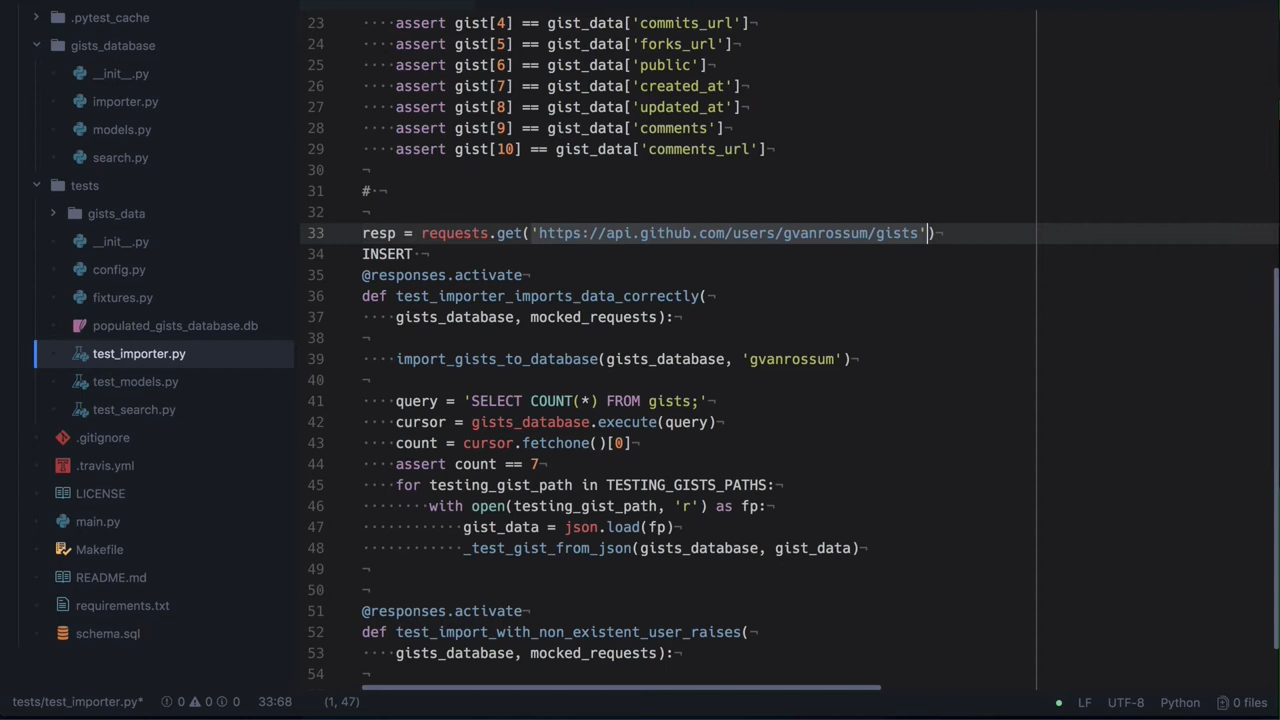 .pytest_cache
gists_database
__init__.py
importer.py
models.py
search.py
tests
gists_data
__init__.py
config.py
fixtures.py
populated_gists_database.db
test_importer.py
test_models.py
test_search.py
.gitignore
.travis.yml
LICENSE
main.py
Makefile
README.md
requirements.txt
schema.sql
23 ····assert gist[4] == gist_data['commits_url']¬
24 ····assert gist[5] == gist_data['forks_url']¬
25 ····assert gist[6] == gist_data['public']¬
26 ····assert gist[7] == gist_data['created_at']¬
27 ····assert gist[8] == gist_data['updated_at']¬
28 ····assert gist[9] == gist_data['comments']¬
29 ····assert gist[10] == gist_data['comments_url']¬
30 ¬
31 #·¬
32 ¬
33 resp = requests.get('https://api.github.com/users/gvanrossum/gists')¬
34 INSERT·¬
35 @responses.activate¬
36 def test_importer_imports_data_correctly(¬
37 ····gists_database, mocked_requests):¬
38 ¬
39 ····import_gists_to_database(gists_database, 'gvanrossum')¬
40 ¬
41 ····query = 'SELECT COUNT(*) FROM gists;'¬
42 ····cursor = gists_database.execute(query)¬
43 ····count = cursor.fetchone()[0]¬
44 ····assert count == 7¬
45 ····for testing_gist_path in TESTING_GISTS_PATHS:¬
46 ········with open(testing_gist_path, 'r') as fp:¬
47 ············gist_data = json.load(fp)¬
48 ············_test_gist_from_json(gists_database, gist_data)¬
49 ¬
50 ¬
51 @responses.activate¬
52 def test_import_with_non_existent_user_raises(¬
53 ····gists_database, mocked_requests):¬
54 ¬
tests/test_importer.py* 0 0 0 33:68 (1, 47) LF UTF-8 Python 0 files